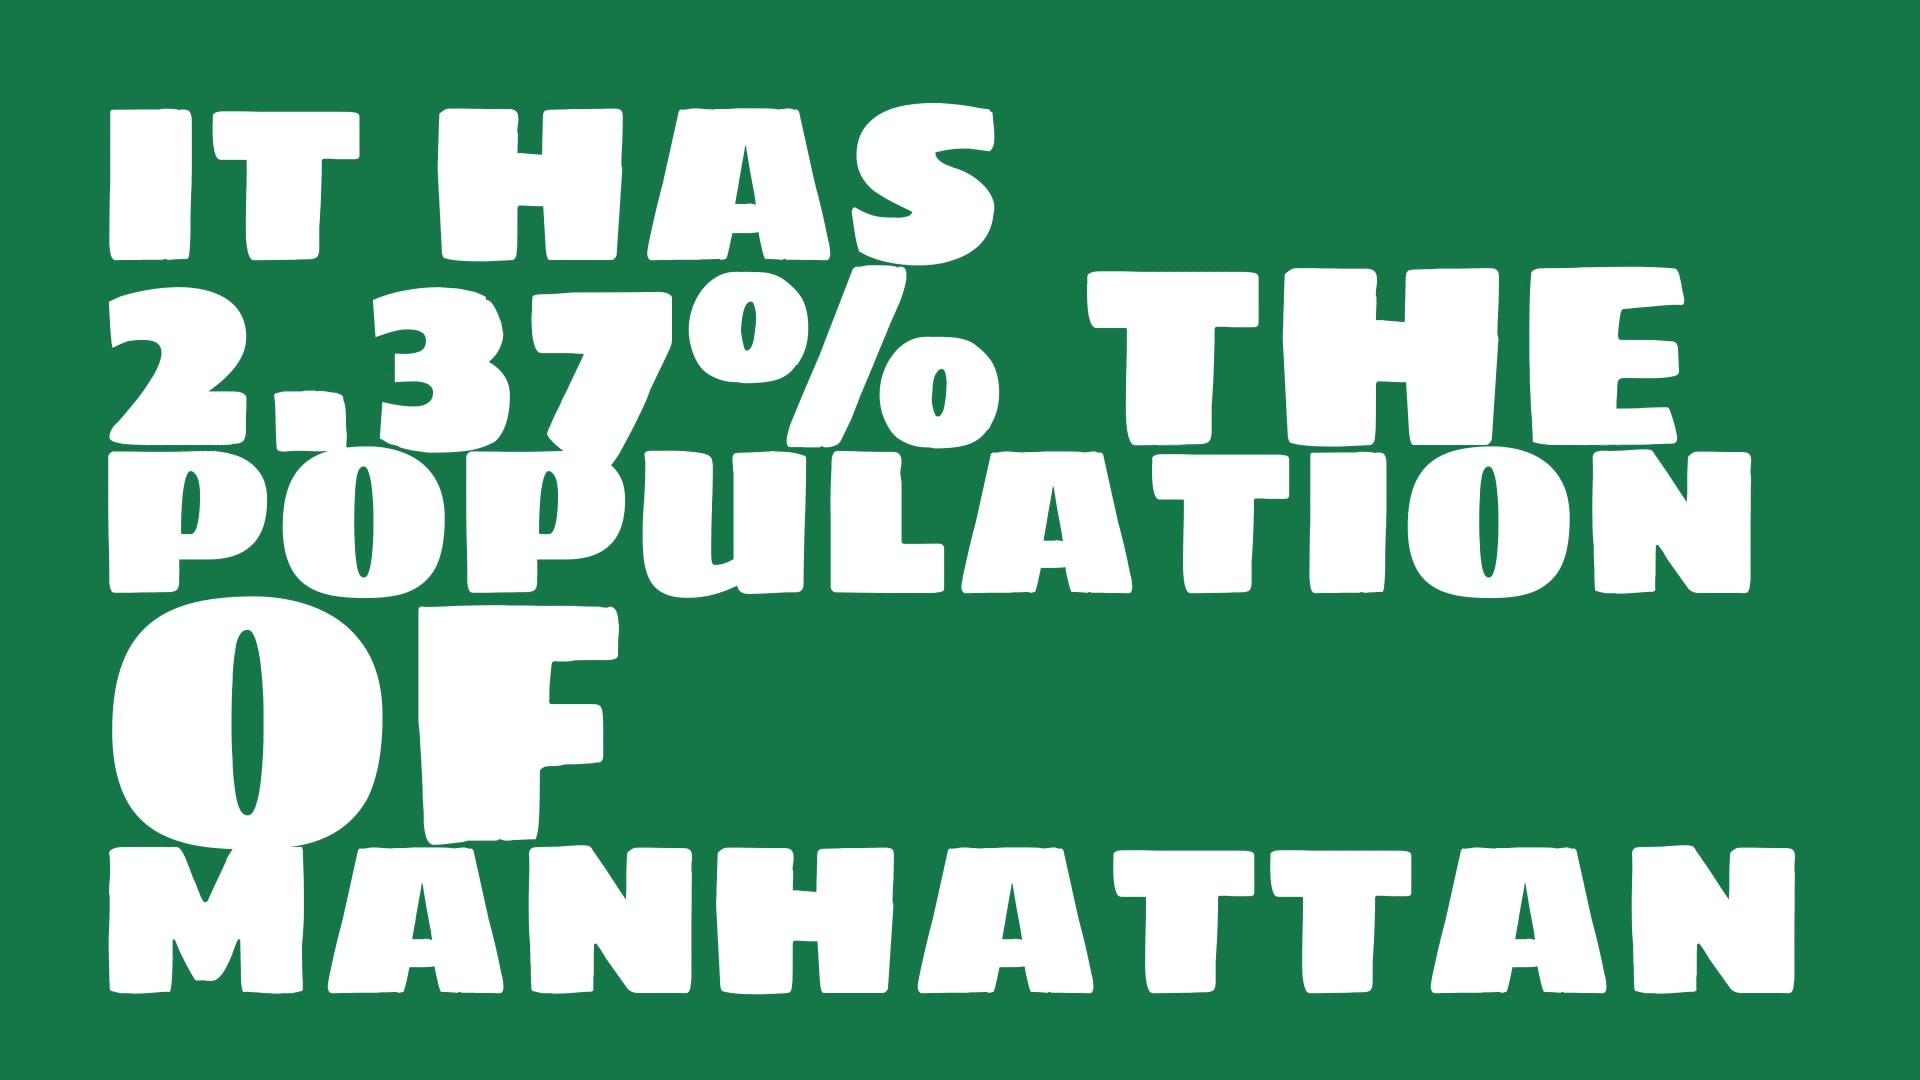 IT HAS
2.37% THE
POPULATION
OF
MANHATTAN